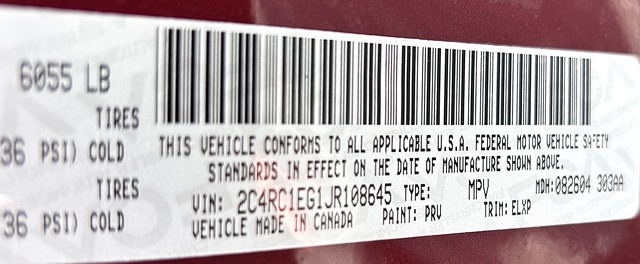 6055 LB
TIRES
36 PSI) COLD
TIRES
36 PSI) COLD
THIS VEHICLE CONFORMS TO ALL APPLICABLE U.S.A. FEDERAL MOTOR VEHICLE SAFETY
STANDARDS IN EFFECT ON THE DATE OF MANUFACTURE SHOWN ABOVE.
VIN: 2C4RC1EG1JR108645 TYPE: MPV MDH:082604 303AA
VEHICLE MADE IN CANADA PAINT: PRV TRIM: ELXP